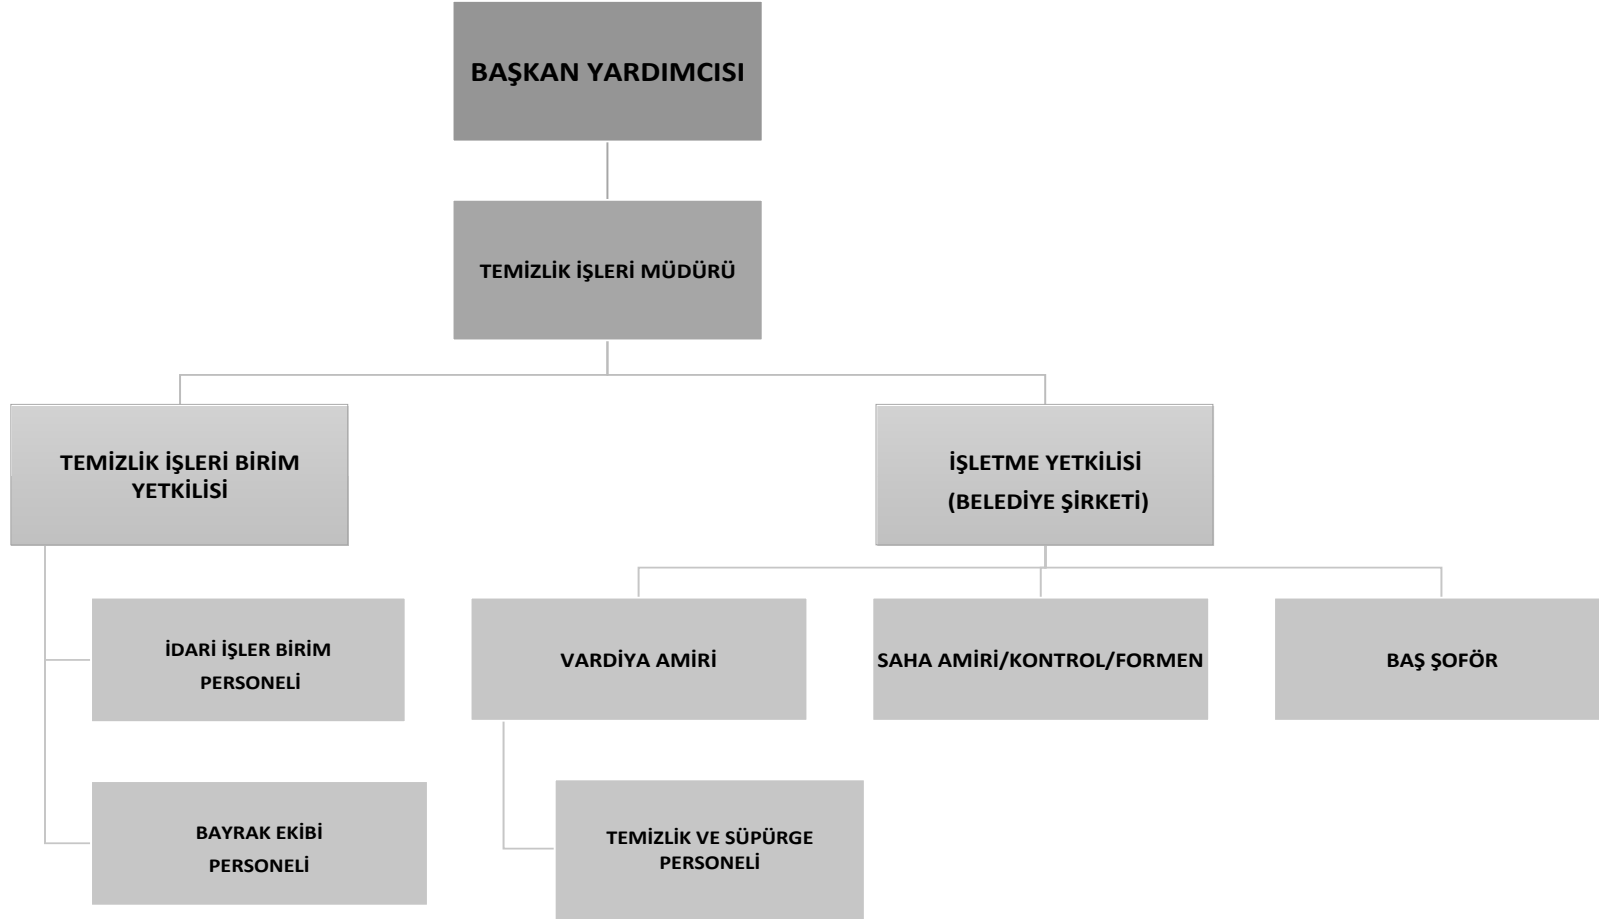 BAŞKAN YARDIMCISI
TEMİZLİK İŞLERİ MÜDÜRÜ
TEMİZLİK İŞLERİ BİRİM
YETKİLİSİ
İŞLETME YETKİLİSİ
(BELEDİYE ŞİRKETİ)
İDARİ İŞLER BİRİM
PERSONELİ
VARDİYA AMİRİ
SAHA AMİRİ/KONTROL/FORMEN
BAŞ ŞOFÖR
BAYRAK EKİBİ
PERSONELİ
TEMİZLİK VE SÜPÜRGE
PERSONELİ